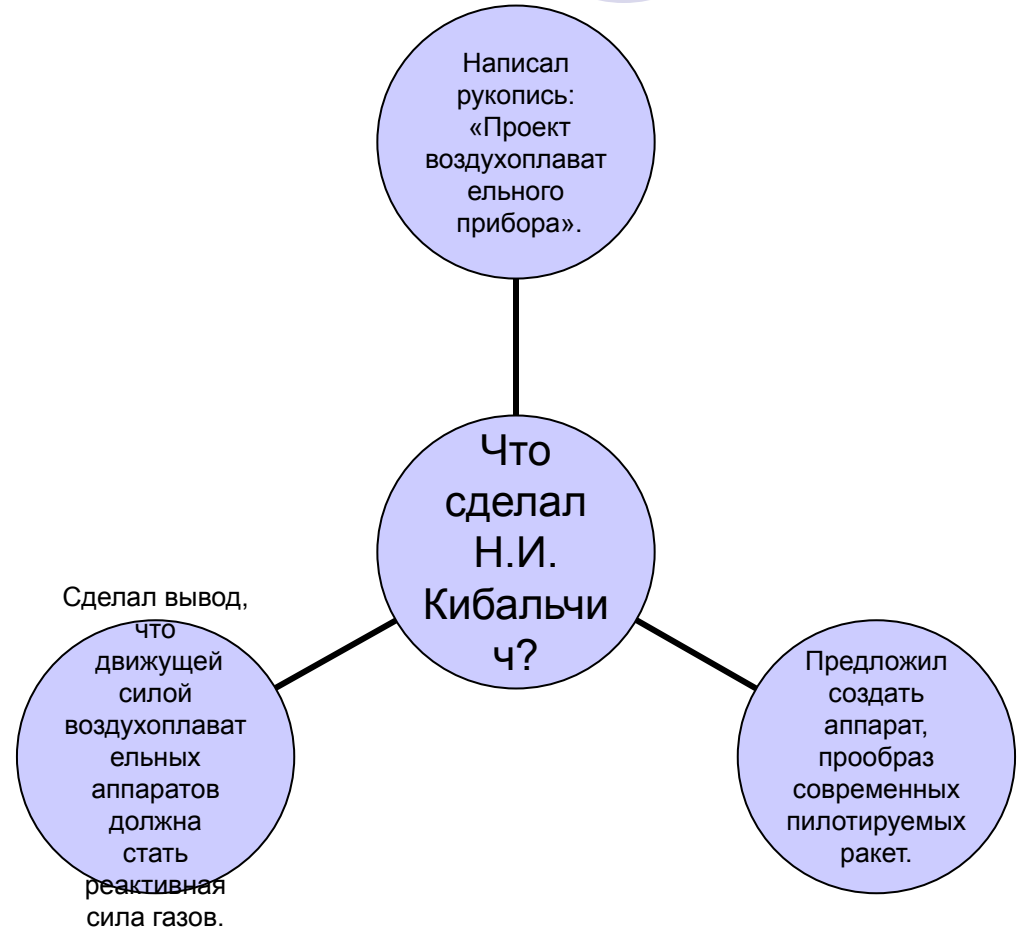 Написал
рукопись:
«Проект
воздухоплават
ельного
прибора».
Что
сделал
Н.И.
Кибальчи
ч?
Сделал вывод,
что
движущей
силой
воздухоплават
ельных
аппаратов
должна
стать
реактивная
сила газов.
Предложил
создать
аппарат,
прообраз
современных
пилотируемых
ракет.